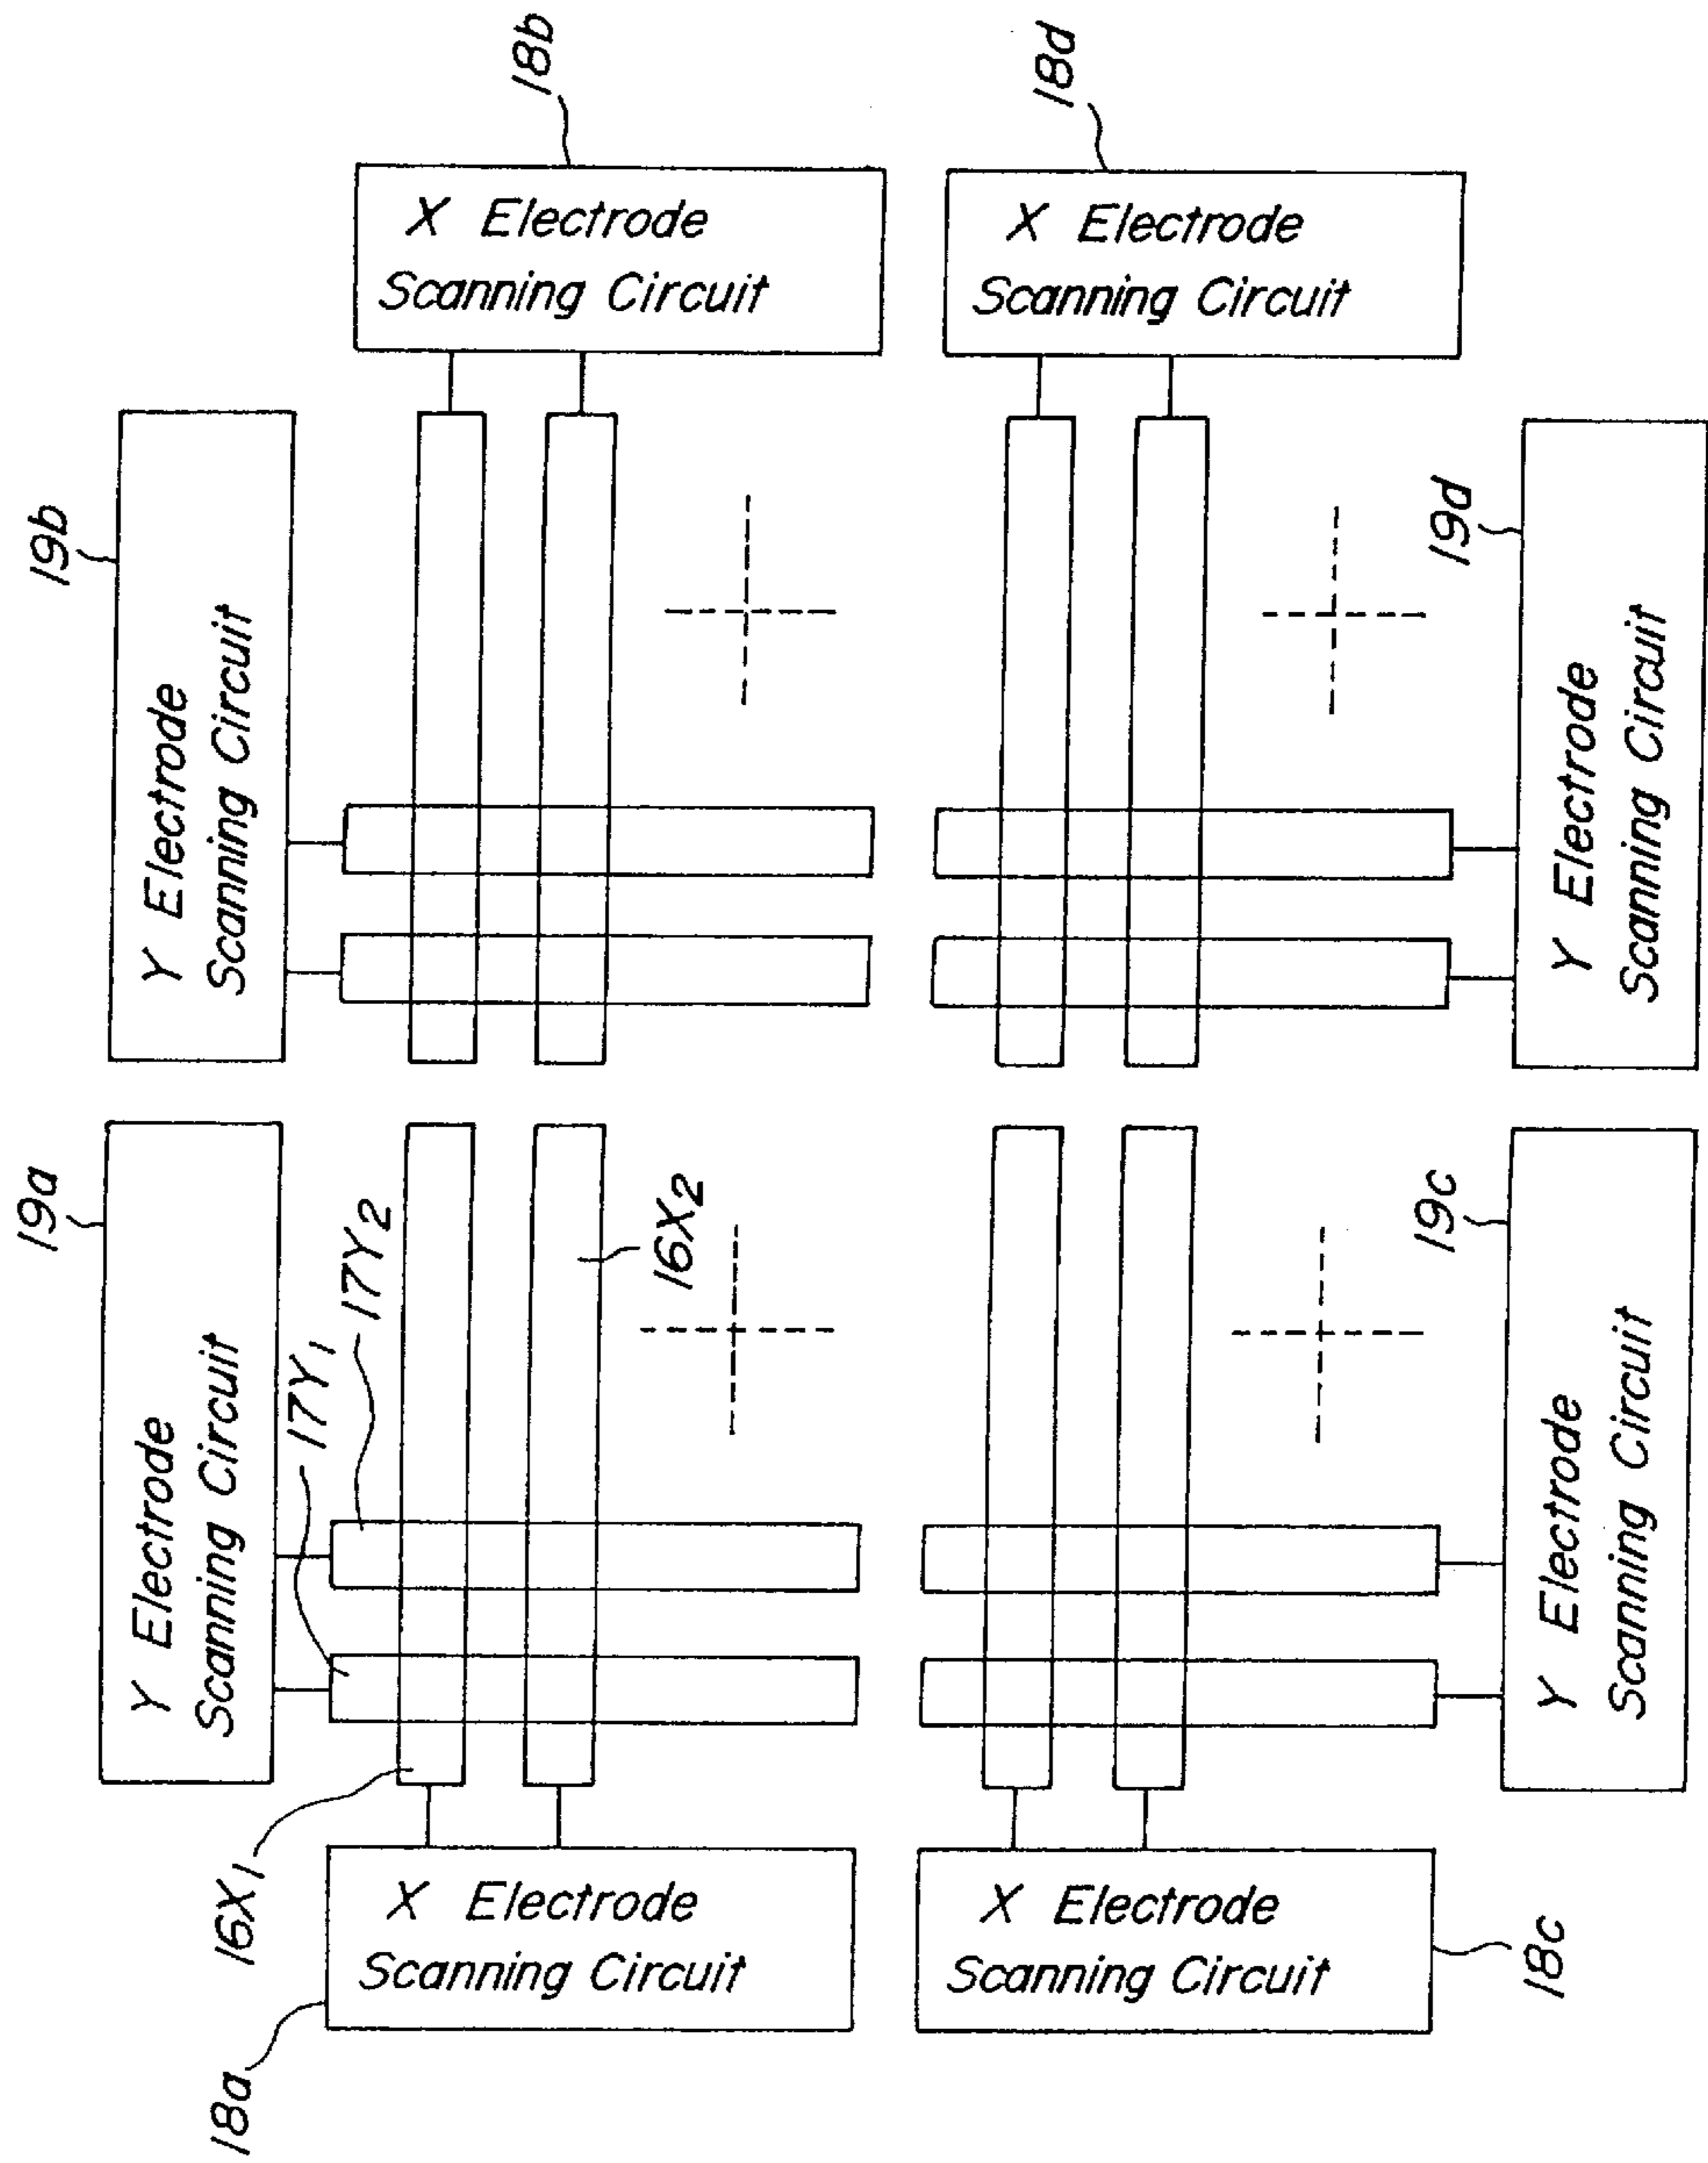 19a
19b
Y Electrode
Scanning Circuit
Y Electrode
Scanning Circuit
17Y1
17Y2
16X1
16X2
18a
X Electrode
Scanning Circuit
18b
X Electrode
Scanning Circuit
X Electrode
Scanning Circuit
18c
X Electrode
Scanning Circuit
18d
19c
19d
Y Electrode
Scanning Circuit
Y Electrode
Scanning Circuit